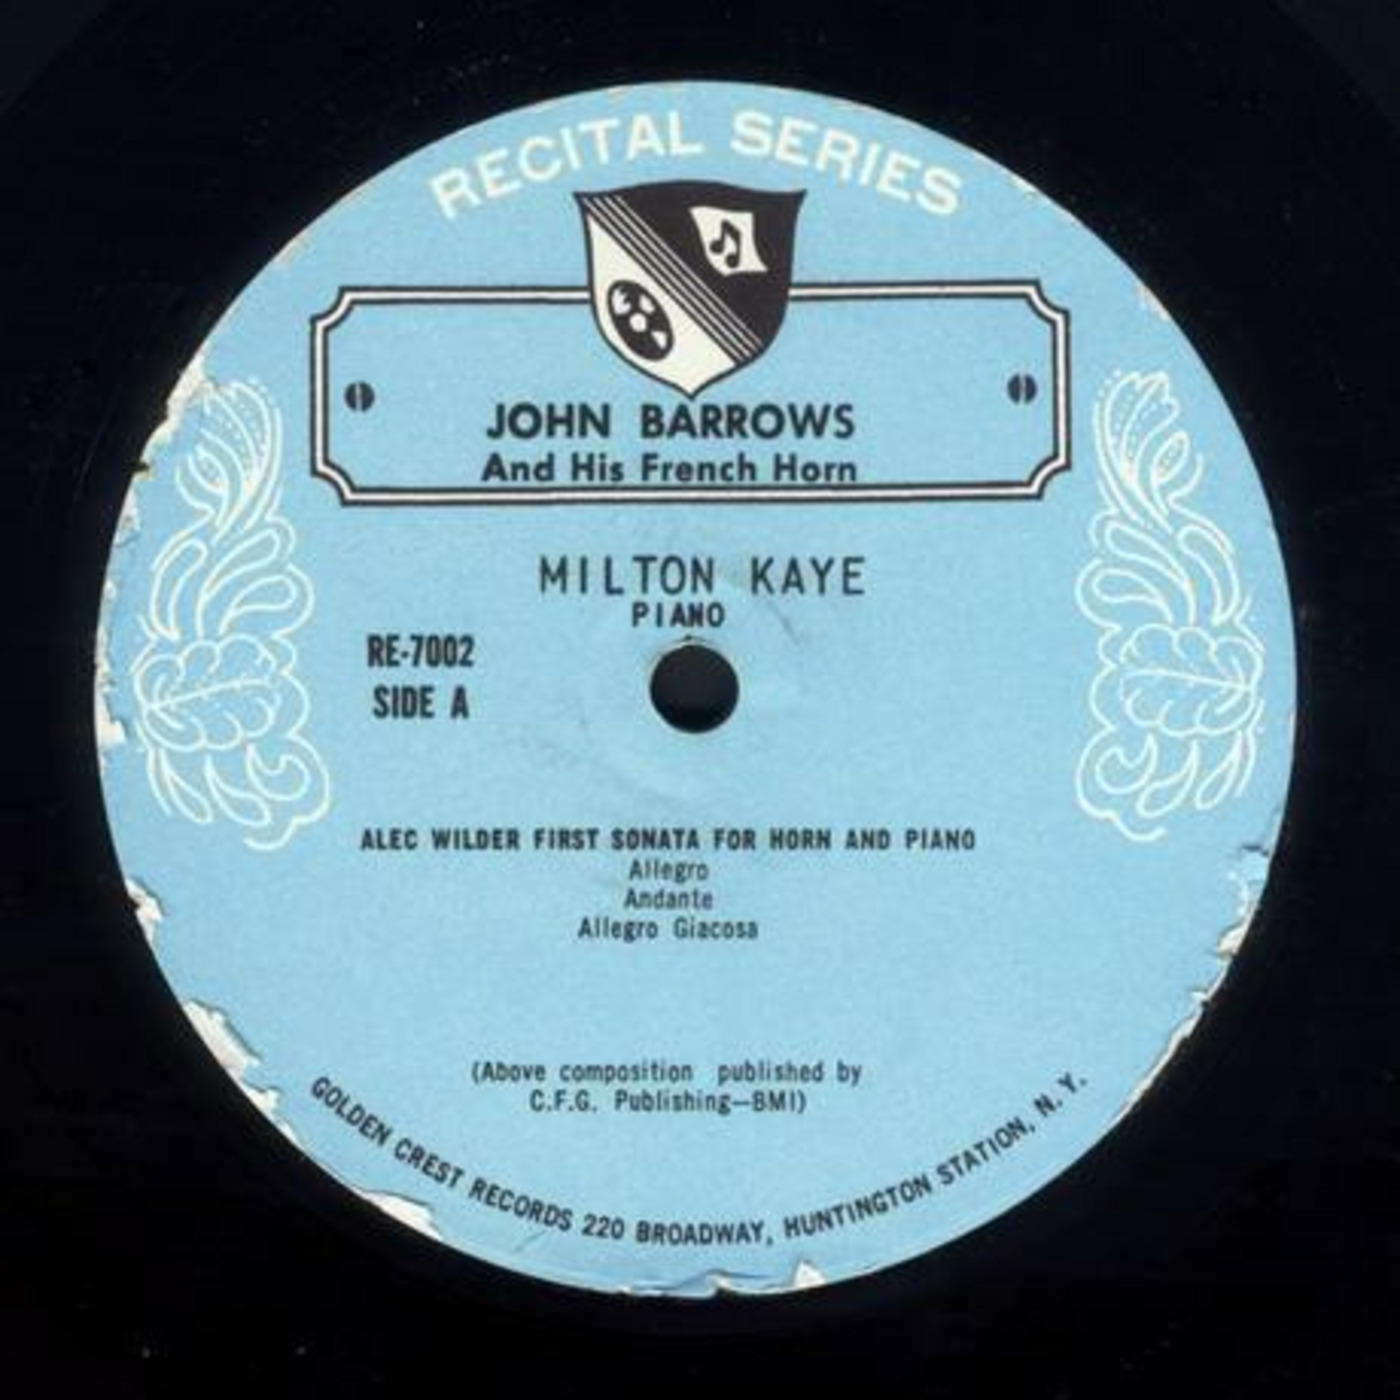 RECITAL SERIES
JOHN BARROWS
And His French Horn
MILTON KAYE
PIANO
RE-7002
SIDE A
ALEC WILDER FIRST SONATA FOR HORN AND PIANO
Allegro
Andante
Allegro Giacosa
(Above composition published by
C.F.G. Publishing—BMI)
GOLDEN CREST RECORDS 220 BROADWAY, HUNTINGTON STATION, N. Y.